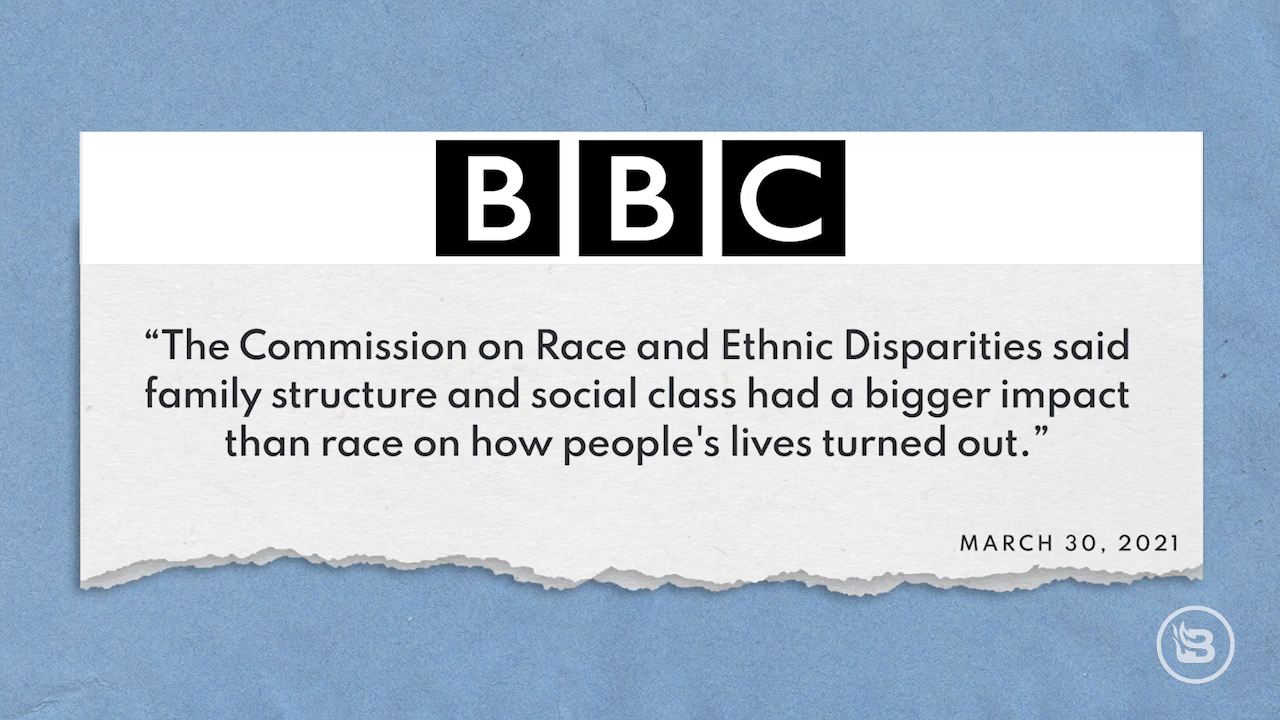 BBC
“The Commission on Race and Ethnic Disparities said
family structure and social class had a bigger impact
than race on how people's lives turned out.”
MARCH 30, 2021
B